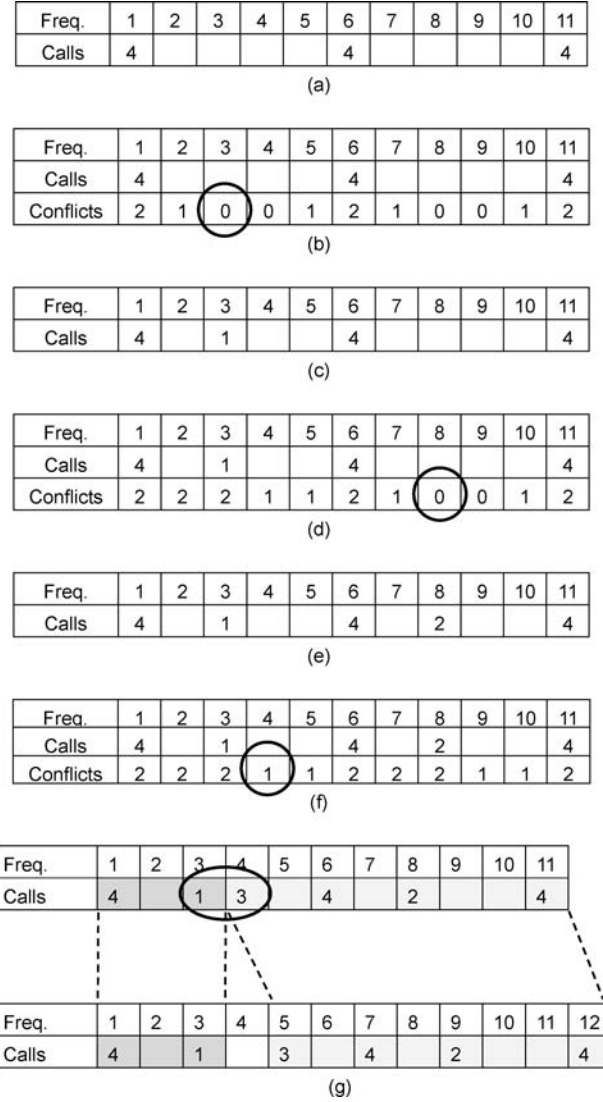 Freq. 1 2 3 4 5 6 7 8 9 10 11
Calls 4 4 4
(a)
Freq. 1 2 3 4 5 6 7 8 9 10 11
Calls 4 4 4
Conflicts 2 1 0 0 1 2 1 0 0 1 2
(b)
Freq. 1 2 3 4 5 6 7 8 9 10 11
Calls 4 1 4 4
(c)
Freq. 1 2 3 4 5 6 7 8 9 10 11
Calls 4 1 4 4
Conflicts 2 2 2 1 1 2 1 0 0 1 2
(d)
Freq. 1 2 3 4 5 6 7 8 9 10 11
Calls 4 1 4 2 4
(e)
Freq. 1 2 3 4 5 6 7 8 9 10 11
Calls 4 1 4 2 4
Conflicts 2 2 2 1 1 2 2 2 1 1 2
(f)
Freq. 1 2 3 4 5 6 7 8 9 10 11
Calls 4 1 3 4 2 4
Freq. 1 2 3 4 5 6 7 8 9 10 11 12
Calls 4 1 3 4 2 4
(g)